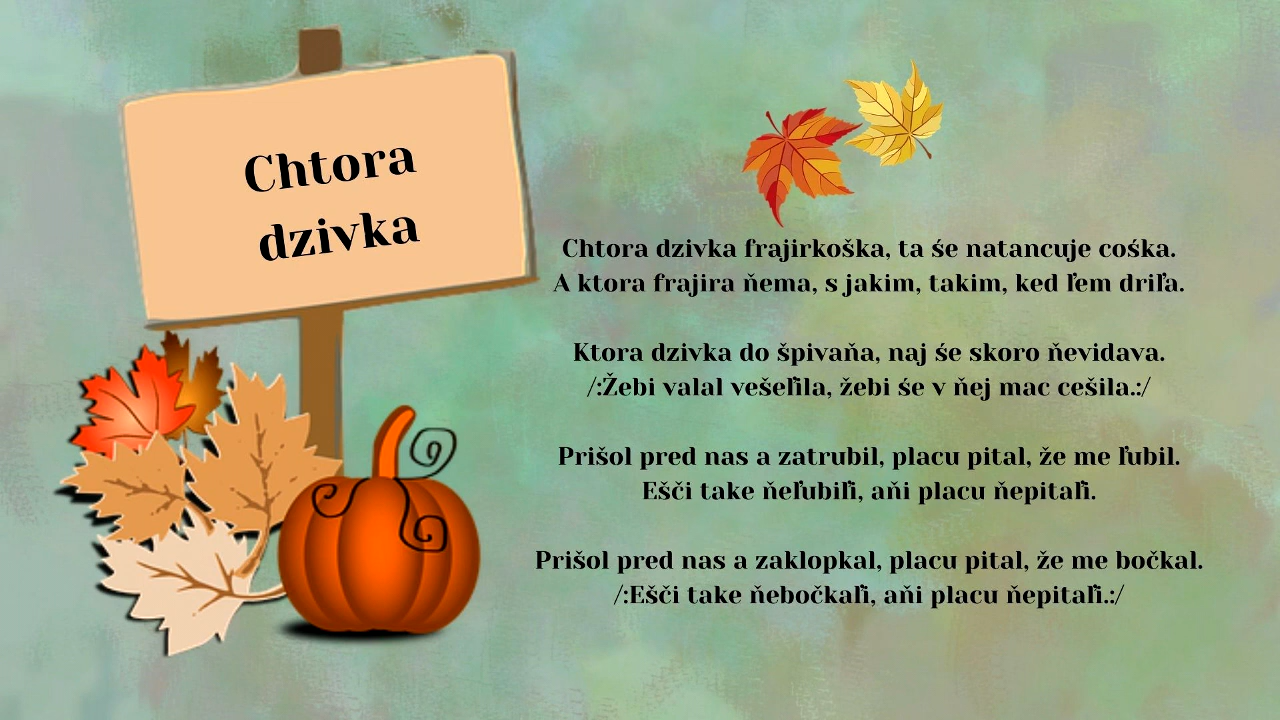 Chtora
dzivka
Chtora dzivka frajirkoška, ta śe natancuje cośka.
A ktora frajira ňema, s jakim, takim, ked ľem driľa.
Ktora dzivka do špivaňa, naj śe skoro ňevidava.
/:Žebi valal vešeľila, žebi śe v ňej mac cešila.:/
Prišol pred nas a zatrubil, placu pital, že me ľubil.
Ešči take ňeľubiľi, aňi placu ňepitaľi.
Prišol pred nas a zaklopkal, placu pital, že me bočkal.
/:Ešči take ňebočkaľi, aňi placu ňepitaľi.:/